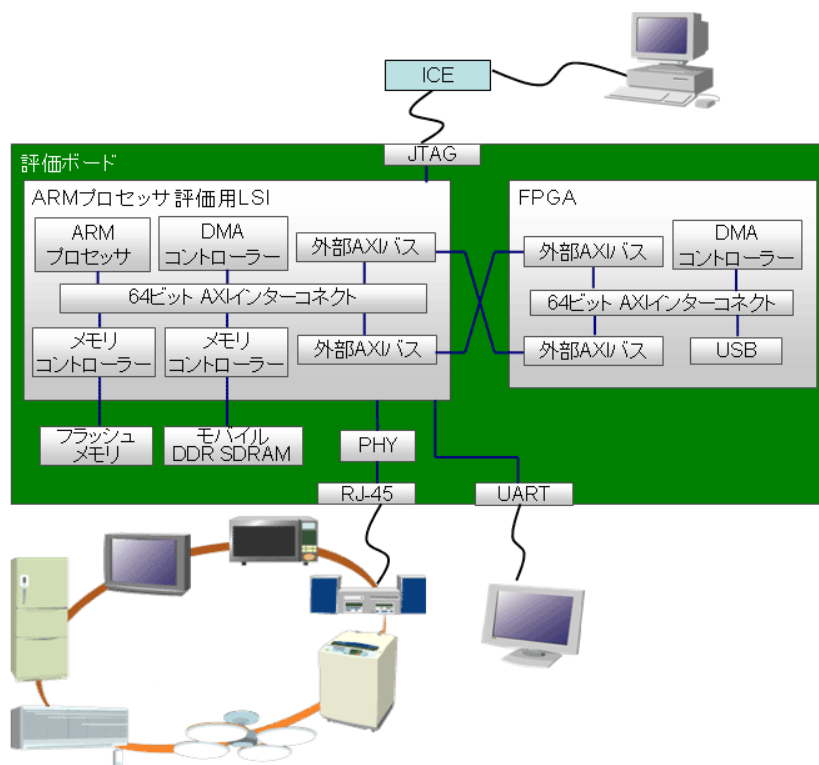 ICE
JTAG
評価ボード
ARMプロセッサ評価用LSI
ARM
プロセッサ
DMA
コントローラー
外部AXIバス
64ビット AXIインターコネクト
メモリ
コントローラー
メモリ
コントローラー
外部AXIバス
FPGA
外部AXIバス
DMA
コントローラー
64ビット AXIインターコネクト
外部AXIバス
USB
フラッシュ
メモリ
モバイル
DDR SDRAM
PHY
RJ-45
UART